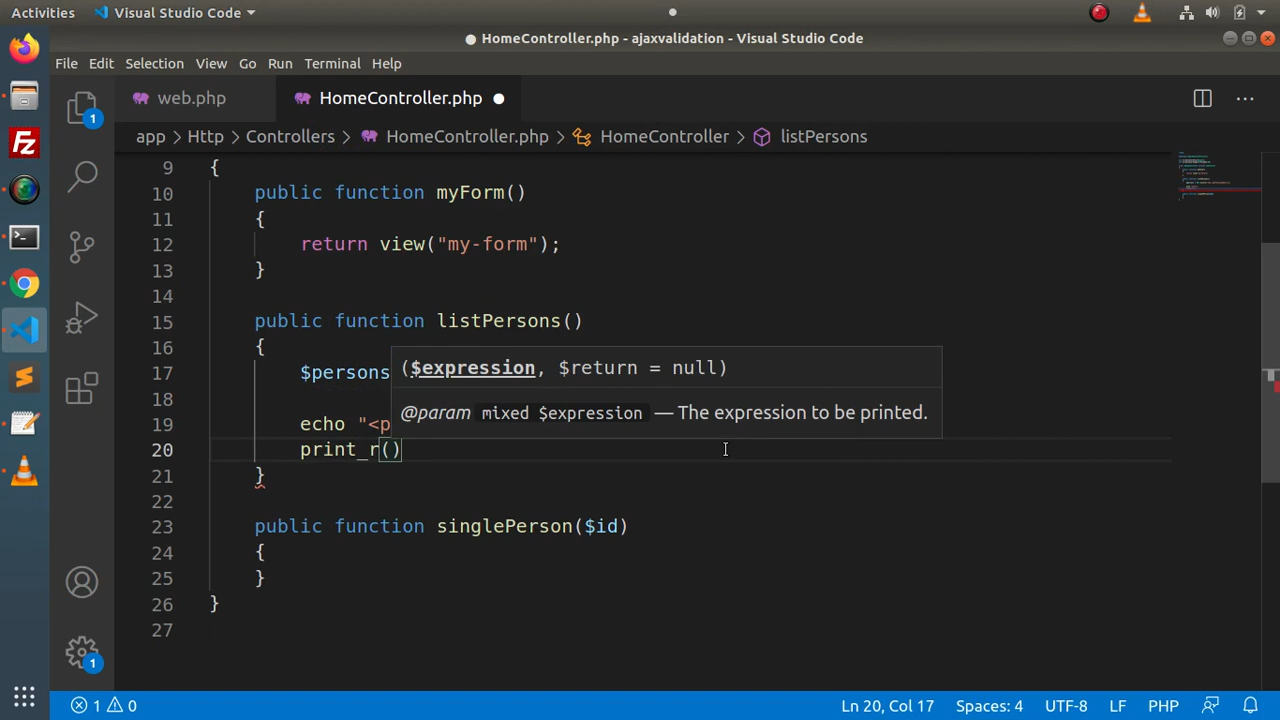 Activities Visual Studio Code
HomeController.php - ajaxvalidation - Visual Studio Code
File Edit Selection View Go Run Terminal Help
web.php HomeController.php
app > Http > Controllers > HomeController.php > HomeController > listPersons
9 {
10 public function myForm()
11 {
12 return view("my-form");
13 }
14
15 public function listPersons()
16 {
17 $persons
($expression, $return = null)
18
@param mixed $expression — The expression to be printed.
19 echo "<p
20 print_r()
21 }
22
23 public function singlePerson($id)
24 {
25 }
26 }
27
1
1
Fz
1 0 Ln 20, Col 17 Spaces: 4 UTF-8 LF PHP